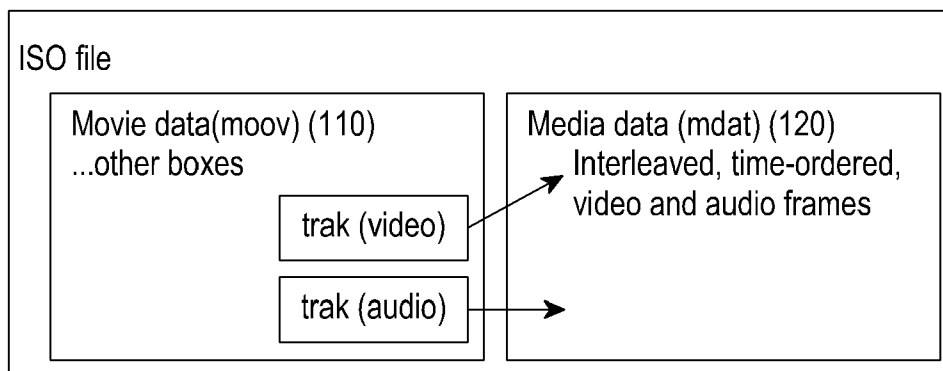 ISO file
Movie data(moov) (110)
...other boxes
trak (video)
trak (audio)
Media data (mdat) (120)
Interleaved, time-ordered,
video and audio frames